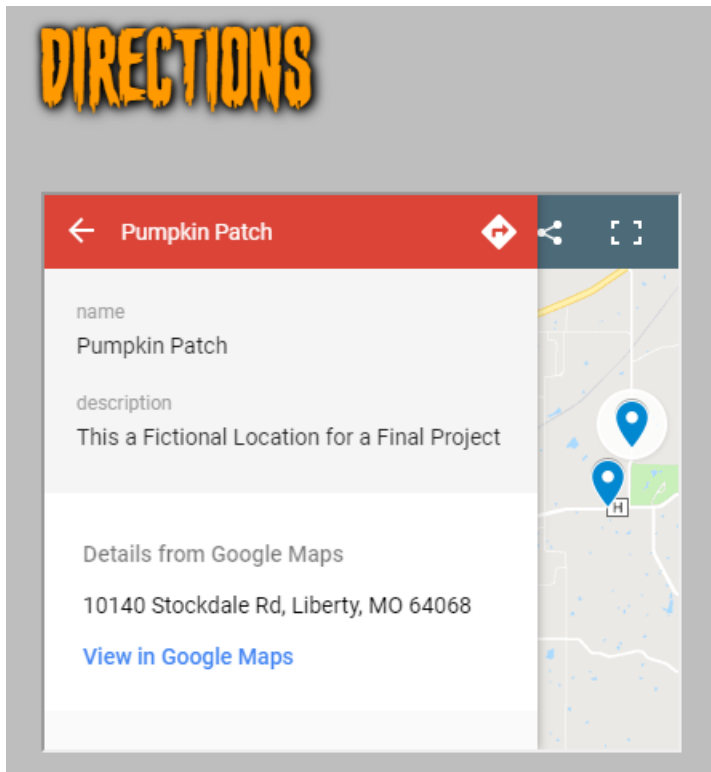 DIRECTIONS
Pumpkin Patch
name
Pumpkin Patch
description
This a Fictional Location for a Final Project
H
Details from Google Maps
10140 Stockdale Rd, Liberty, MO 64068
View in Google Maps